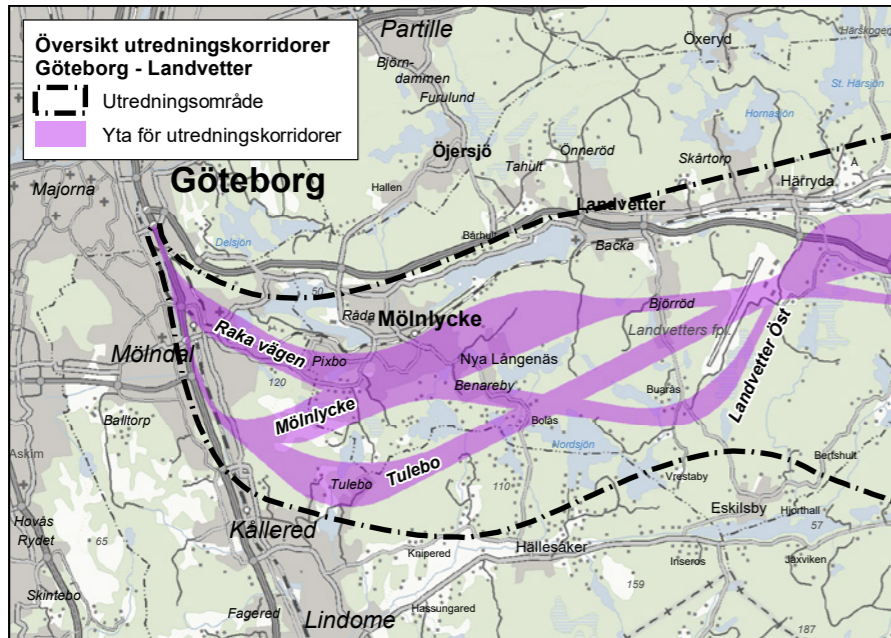 Översikt utredningskorridorer
Göteborg - Landvetter
Utredningsområde
Yta för utredningskorridorer
Partille
Björn-
dammen
Furulund
Öxeryd
Härskogen
St. Härsjön
Hornasjön
Öjersjö
Önneröd
Tahult
Skårtorp
Härryda
Majorna
Göteborg
Hallen
Landvetter
Delsjön
Bårhult
Backa
50
Råda
Mölnlycke
Björröd
Landvetters fpl.
Raka vägen
Mölndal
Pixbo
Nya Långenäs
Benareby
Landvetter Öst
120
Buarås
Balltorp
Mölnlycke
Bolås
Nordsjön
Askim
Tulebo
Tulebo
110
Vrestaby
Bertshult
Eskilsby
Hjorthall
57
Hovås
Rydet
65
Kållered
Knipered
Hällesåker
Inseros
Jaxviken
Skintebo
159
Hassungared
Fagered
Lindome
187